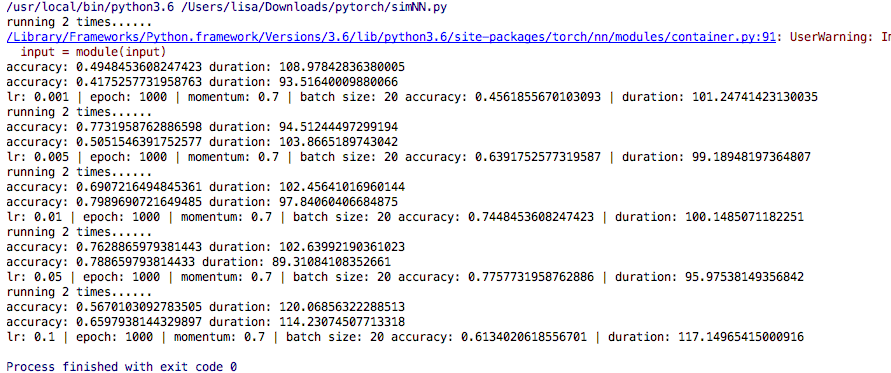 /usr/local/bin/python3.6 /Users/lisa/Downloads/pytorch/simNN.py
running 2 times......
/Library/Frameworks/Python.framework/Versions/3.6/lib/python3.6/site-packages/torch/nn/modules/container.py:91: UserWarning:
input = module(input)
accuracy: 0.4948453608247423 duration: 108.97842836380005
accuracy: 0.4175257731958763 duration: 93.51640009880066
lr: 0.001 | epoch: 1000 | momentum: 0.7 | batch size: 20 accuracy: 0.4561855670103093 | duration: 101.24741423130035
running 2 times......
accuracy: 0.7731958762886598 duration: 94.51244497299194
accuracy: 0.5051546391752577 duration: 103.8665189743042
lr: 0.005 | epoch: 1000 | momentum: 0.7 | batch size: 20 accuracy: 0.6391752577319587 | duration: 99.18948197364807
running 2 times......
accuracy: 0.6907216494845361 duration: 102.45641016960144
accuracy: 0.7989690721649485 duration: 97.84060406684875
lr: 0.01 | epoch: 1000 | momentum: 0.7 | batch size: 20 accuracy: 0.7448453608247423 | duration: 100.1485071182251
running 2 times......
accuracy: 0.7628865979381443 duration: 102.63992190361023
accuracy: 0.788659793814433 duration: 89.31084108352661
lr: 0.05 | epoch: 1000 | momentum: 0.7 | batch size: 20 accuracy: 0.7757731958762886 | duration: 95.97538149356842
running 2 times......
accuracy: 0.5670103092783505 duration: 120.06856322288513
accuracy: 0.6597938144329897 duration: 114.23074507713318
lr: 0.1 | epoch: 1000 | momentum: 0.7 | batch size: 20 accuracy: 0.6134020618556701 | duration: 117.14965415000916
Process finished with exit code 0